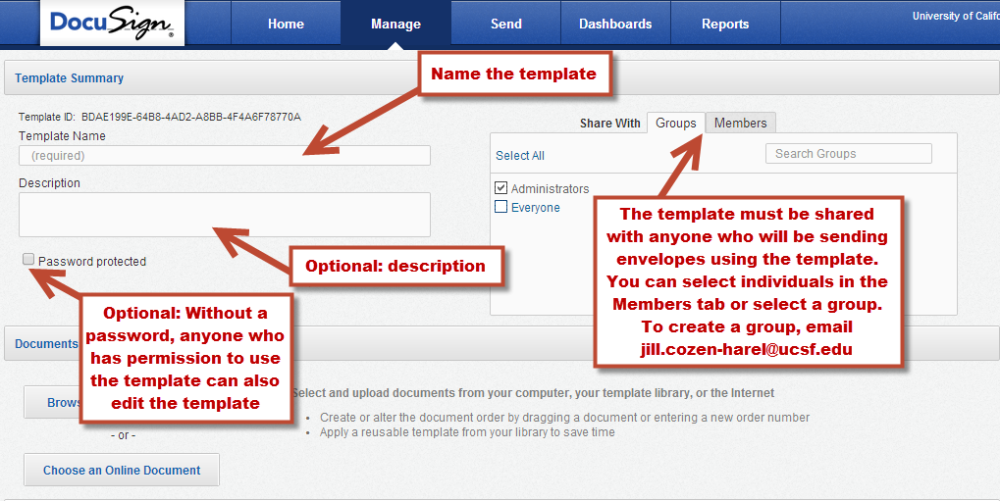 DocuSign
Home
Manage
Send
Dashboards
Reports
Template Summary
Name the template
Template ID: BDAE199E-64B8-4AD2-A8BB-4F4A6F78770A
Template Name
(required)
Description
Password protected
Optional: description
Optional: Without a
password, anyone who
has permission to use
the template can also
edit the template
Share With
Groups
Members
Select All
Search Groups
Administrators
Everyone
The template must be shared
with anyone who will be sending
envelopes using the template.
You can select individuals in the
Members tab or select a group.
To create a group, email
jill.cozen-harel@ucsf.edu
University of
Documents
Select and upload documents from your computer, your template library, or the Internet
• Create or alter the document order by dragging a document or entering a new order number
• Apply a reusable template from your library to save time
- or -
Choose an Online Document